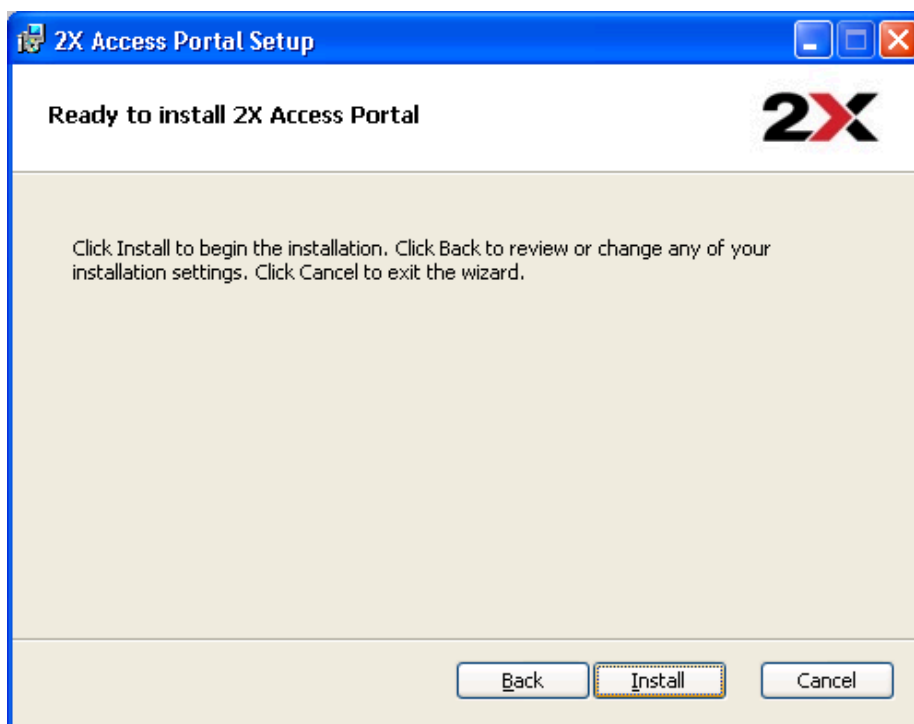 2X Access Portal Setup
Ready to install 2X Access Portal
2X
Click Install to begin the installation. Click Back to review or change any of your
installation settings. Click Cancel to exit the wizard.
Back
Install
Cancel